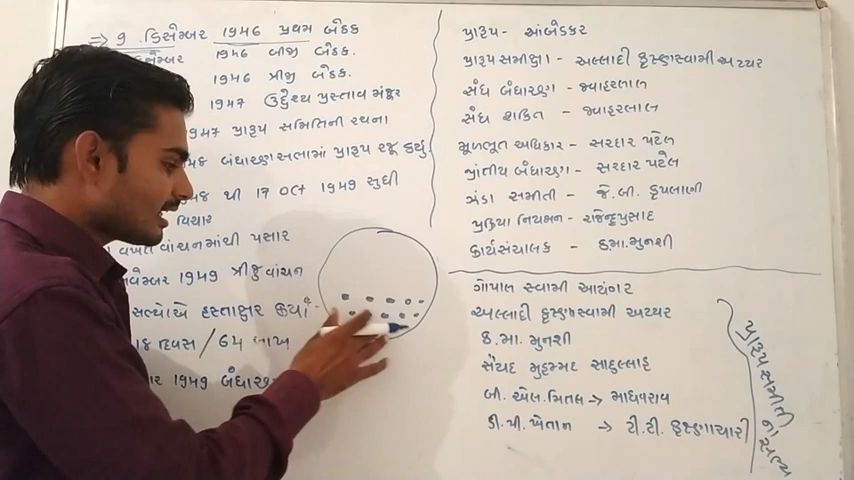 ⇒ 9 ડિસેમ્બર 1946 પ્રથમ બેઠક
1946 બીજી બેઠક.
1946 ત્રીજી બેઠક.
1947 ઉદ્દેશ્ય પ્રસ્તાવ મંજૂર
1947 પ્રારૂપ સમિતિની રચના
બંધારણસભામાં પ્રારૂપ રજૂ કર્યું
થી 17 Oct 1949 સુધી
વિચાર
વખત વાંચનમાંથી પસાર
1949 ત્રીજુ વાંચન
સભ્યોએ હસ્તાક્ષર કર્યાં
18 દિવસ / 64 લાખ
1949 બંધારણ
પ્રારૂપ - આંબેડકર
પ્રારૂપ સમીક્ષા - અલ્લાદી કૃષ્ણાસ્વામી અય્યર
સંઘ બંધારણ - જવાહરલાલ
સંઘ શક્તિ - જવાહરલાલ
મૂળભૂત અધિકાર - સરદાર પટેલ
પ્રાંતીય બંધારણ - સરદાર પટેલ
ઝંડા સમીતી - જે.બી. કૃપલાણી
પ્રક્રિયા નિયમન - રાજેન્દ્રપ્રસાદ
કાર્યસંચાલક - ક.મા.મુનશી
ગોપાલ સ્વામી આયંગર
અલ્લાદી કૃષ્ણાસ્વામી અય્યર
ક.મા. મુનશી
સૈયદ મુહમ્મદ સાદુલ્લાહ
બી. એલ. મિતલ → માધવરાવ
ડી.પી. ખેતાન → ટી.ટી. કૃષ્ણાચારી
પ્રારૂપ સમીતી ના સભ્ય